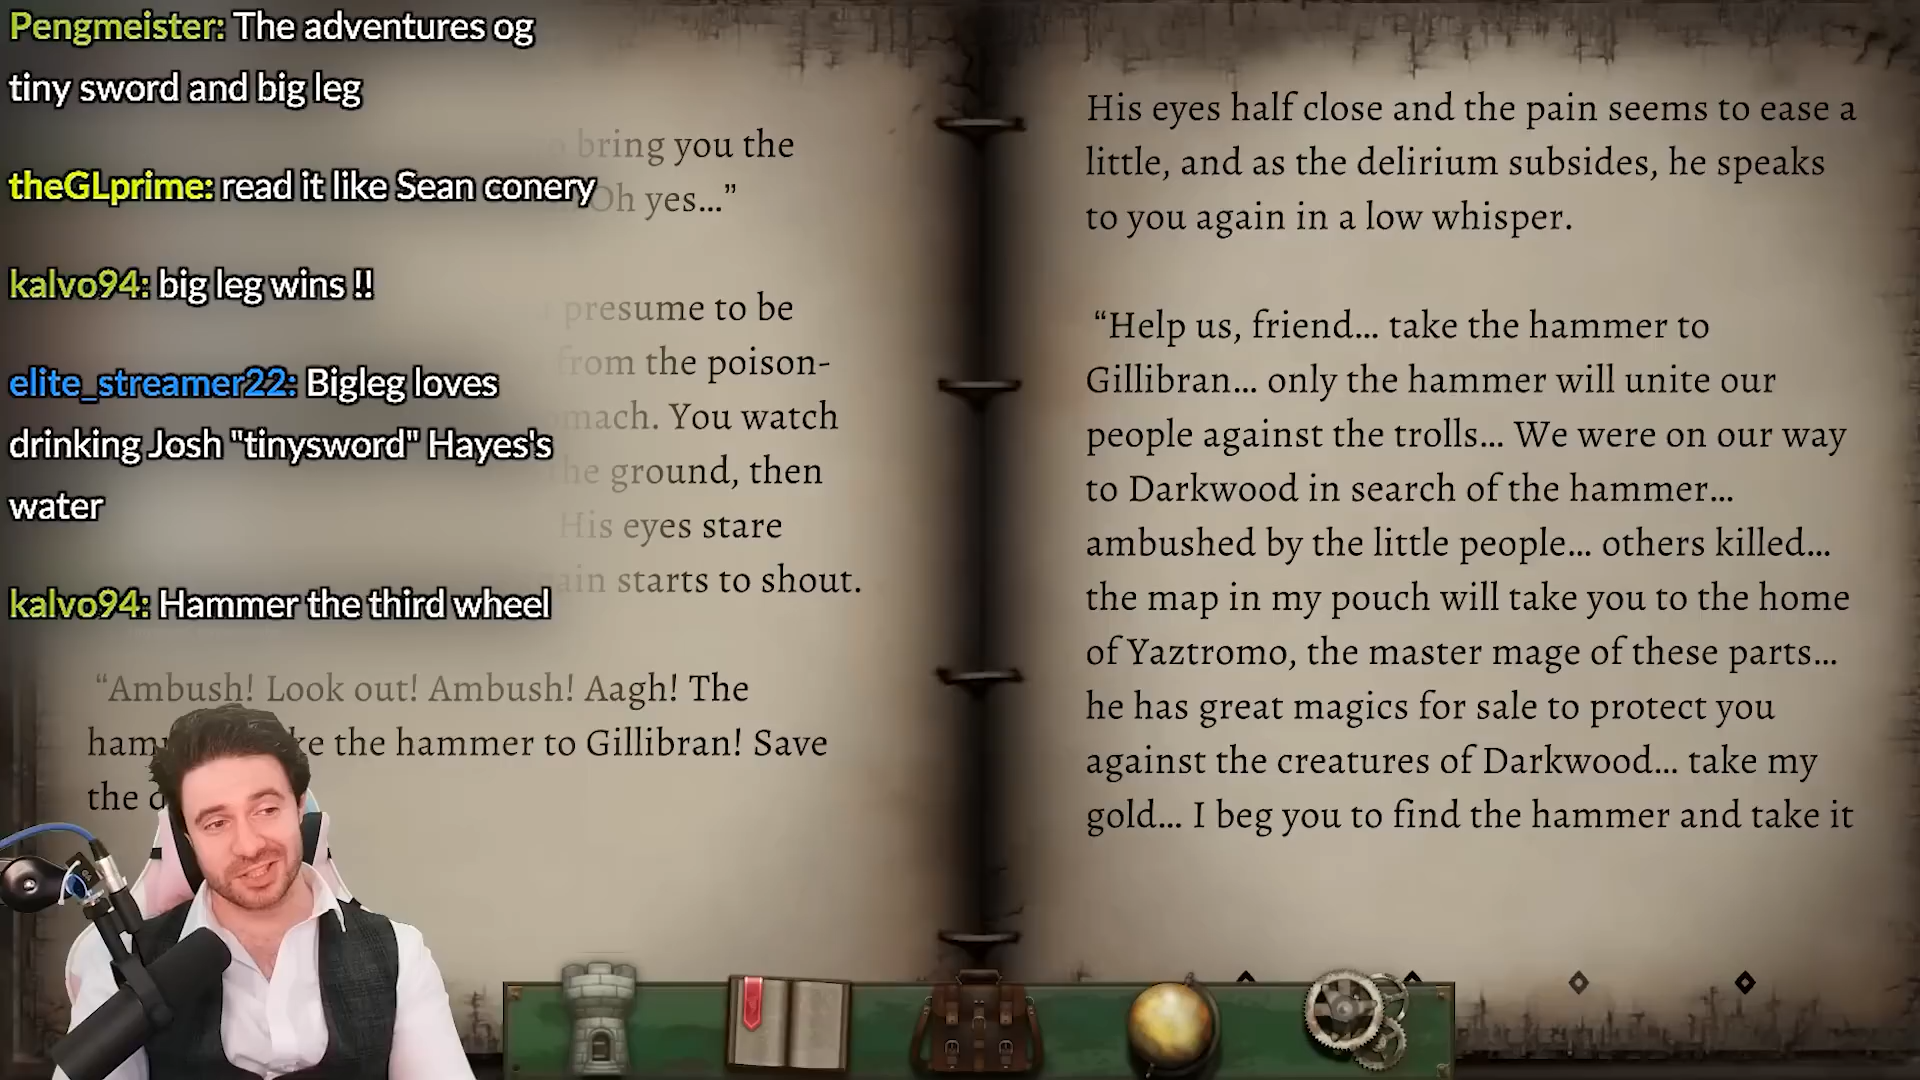 Pengmeister: The adventures og
tiny sword and big leg
theGLprime: read it like Sean conery
kalvo94: big leg wins !!
elite_streamer22: Bigleg loves
drinking Josh "tinysword" Hayes's
water
kalvo94: Hammer the third wheel
bring you the
Oh yes...”
presume to be
from the poison-
You watch
the ground, then
His eyes stare
starts to shout.
“Ambush! Look out! Ambush! Aagh! The
the hammer to Gillibran! Save
the
His eyes half close and the pain seems to ease a
little, and as the delirium subsides, he speaks
to you again in a low whisper.
“Help us, friend... take the hammer to
Gillibran... only the hammer will unite our
people against the trolls... We were on our way
to Darkwood in search of the hammer...
ambushed by the little people... others killed...
the map in my pouch will take you to the home
of Yaztromo, the master mage of these parts...
he has great magics for sale to protect you
against the creatures of Darkwood... take my
gold... I beg you to find the hammer and take it